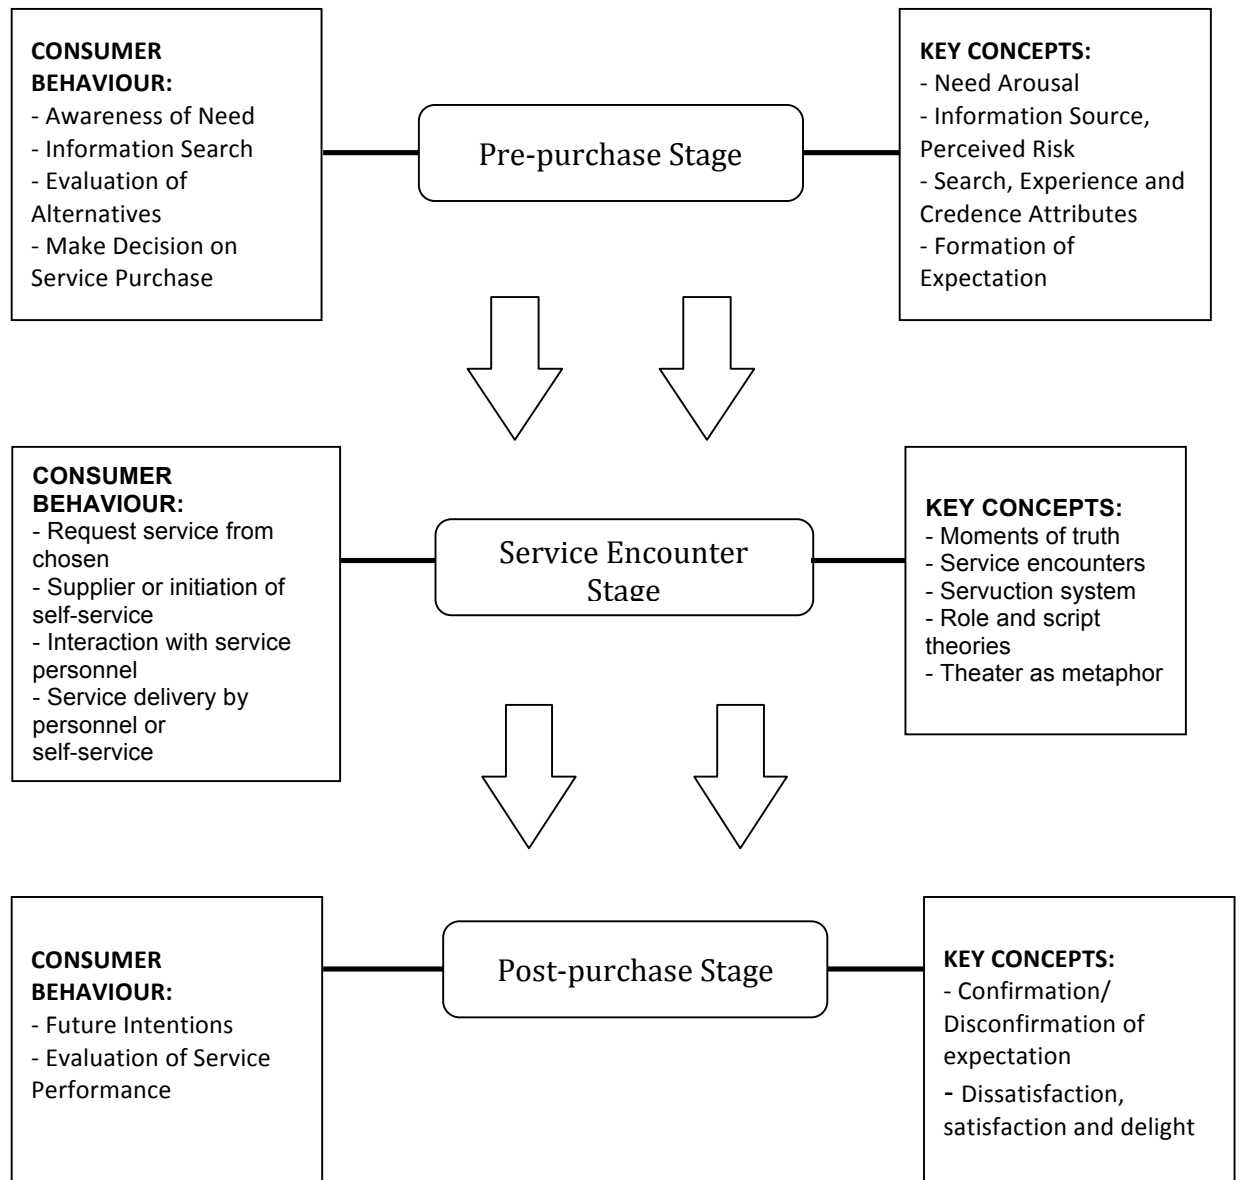 CONSUMER
BEHAVIOUR:
- Awareness of Need
- Information Search
- Evaluation of
Alternatives
- Make Decision on
Service Purchase
Pre-purchase Stage
KEY CONCEPTS:
- Need Arousal
- Information Source,
Perceived Risk
- Search, Experience and
Credence Attributes
- Formation of
Expectation
CONSUMER
BEHAVIOUR:
- Request service from
chosen
- Supplier or initiation of
self-service
- Interaction with service
personnel
- Service delivery by
personnel or
self-service
Service Encounter
Stage
KEY CONCEPTS:
- Moments of truth
- Service encounters
- Servuction system
- Role and script
theories
- Theater as metaphor
CONSUMER
BEHAVIOUR:
- Future Intentions
- Evaluation of Service
Performance
Post-purchase Stage
KEY CONCEPTS:
- Confirmation/
Disconfirmation of
expectation
- Dissatisfaction,
satisfaction and delight